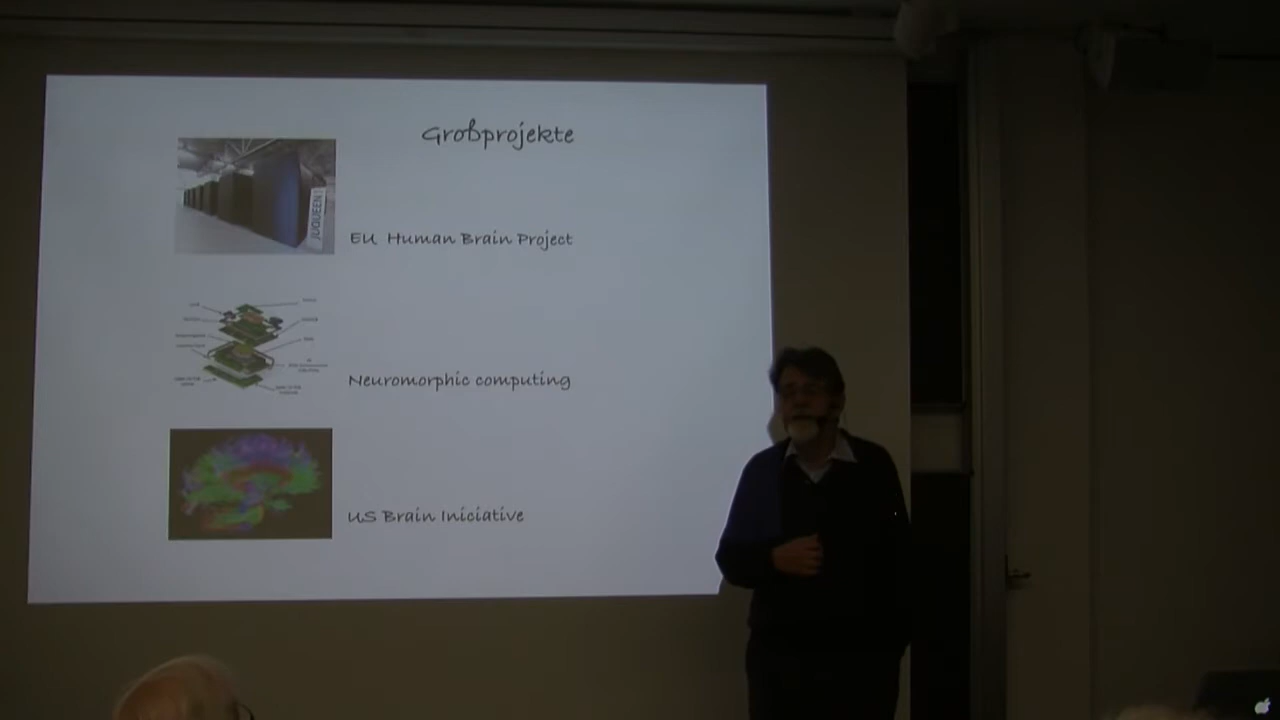 Großprojekte
JUQUEEN
EU Human Brain Project
Neuromorphic computing
US Brain Iniciative